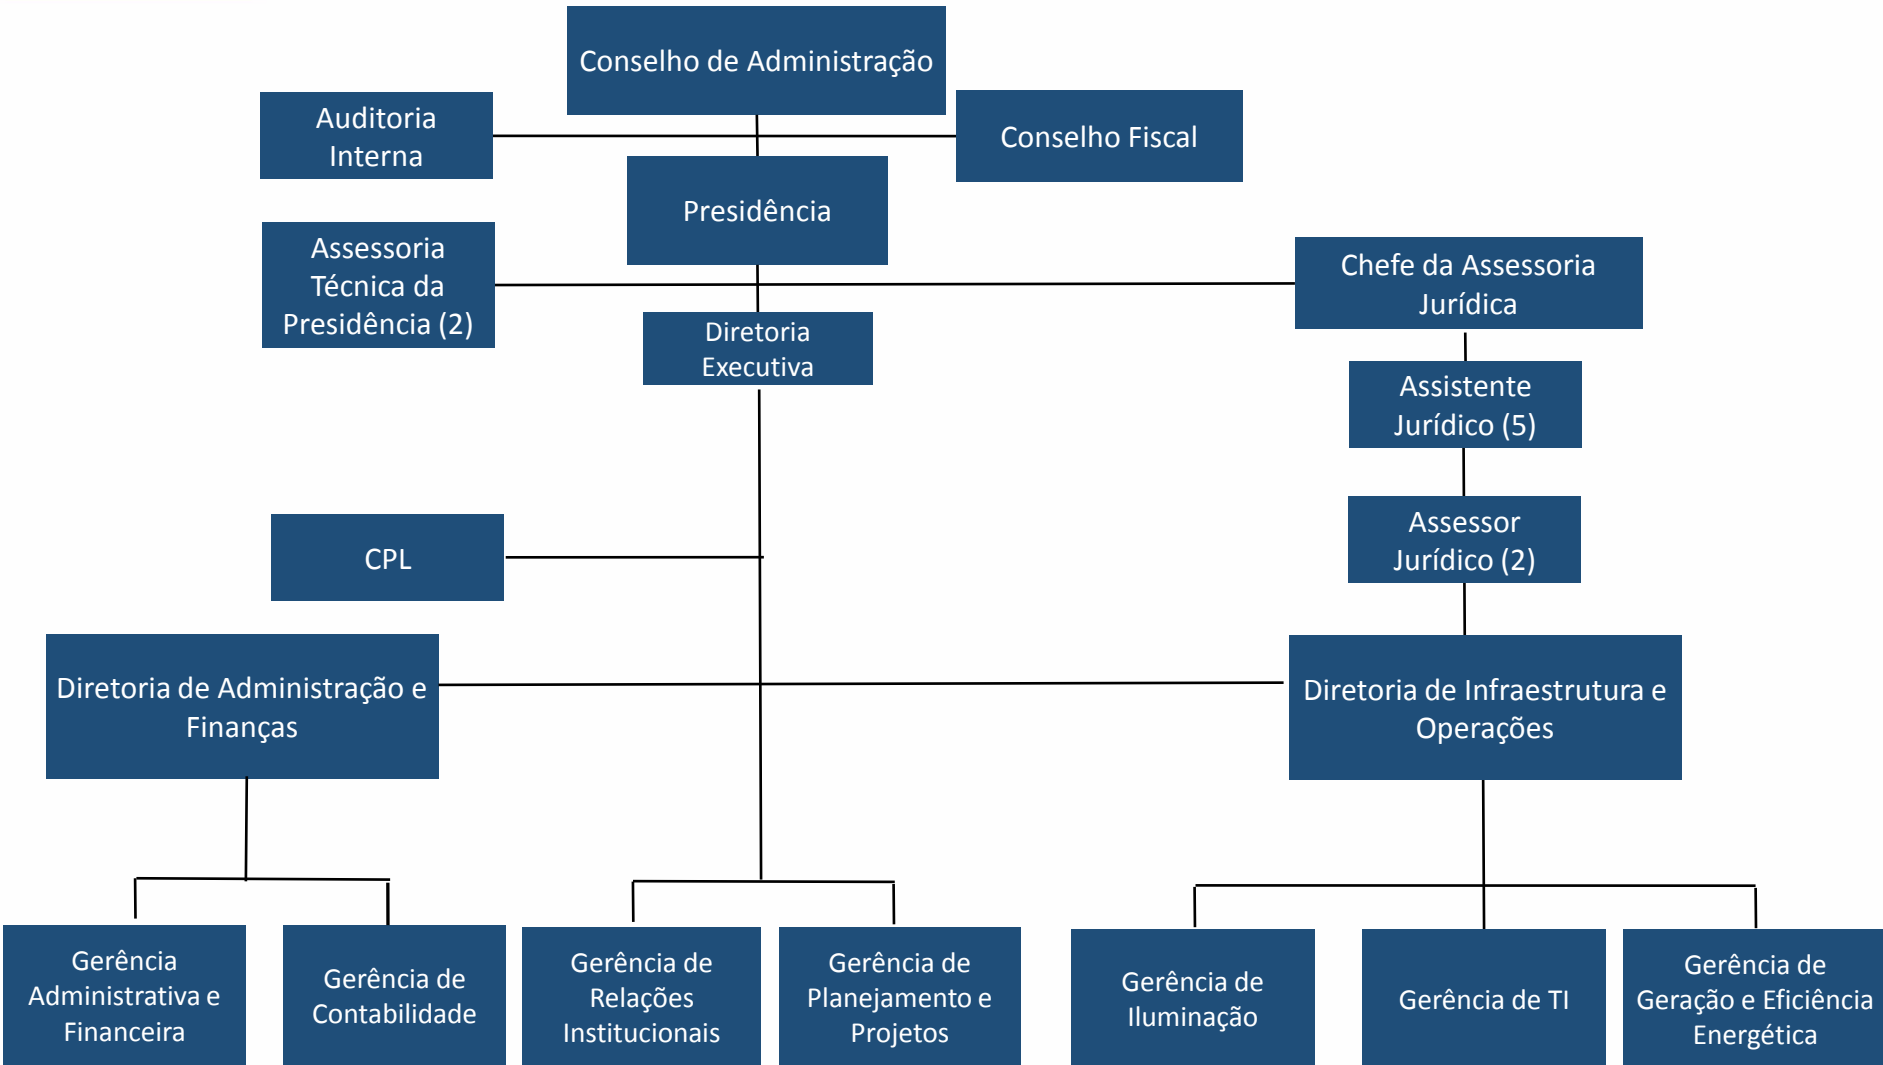 Conselho de Administração
Auditoria
Interna
Conselho Fiscal
Presidência
Assessoria
Técnica da
Presidência (2)
Chefe da Assessoria
Jurídica
Diretoria
Executiva
Assistente
Jurídico (5)
CPL
Assessor
Jurídico (2)
Diretoria de Administração e
Finanças
Diretoria de Infraestrutura e
Operações
Gerência
Administrativa e
Financeira
Gerência de
Contabilidade
Gerência de
Relações
Institucionais
Gerência de
Planejamento e
Projetos
Gerência de
Iluminação
Gerência de TI
Gerência de
Geração e Eficiência
Energética